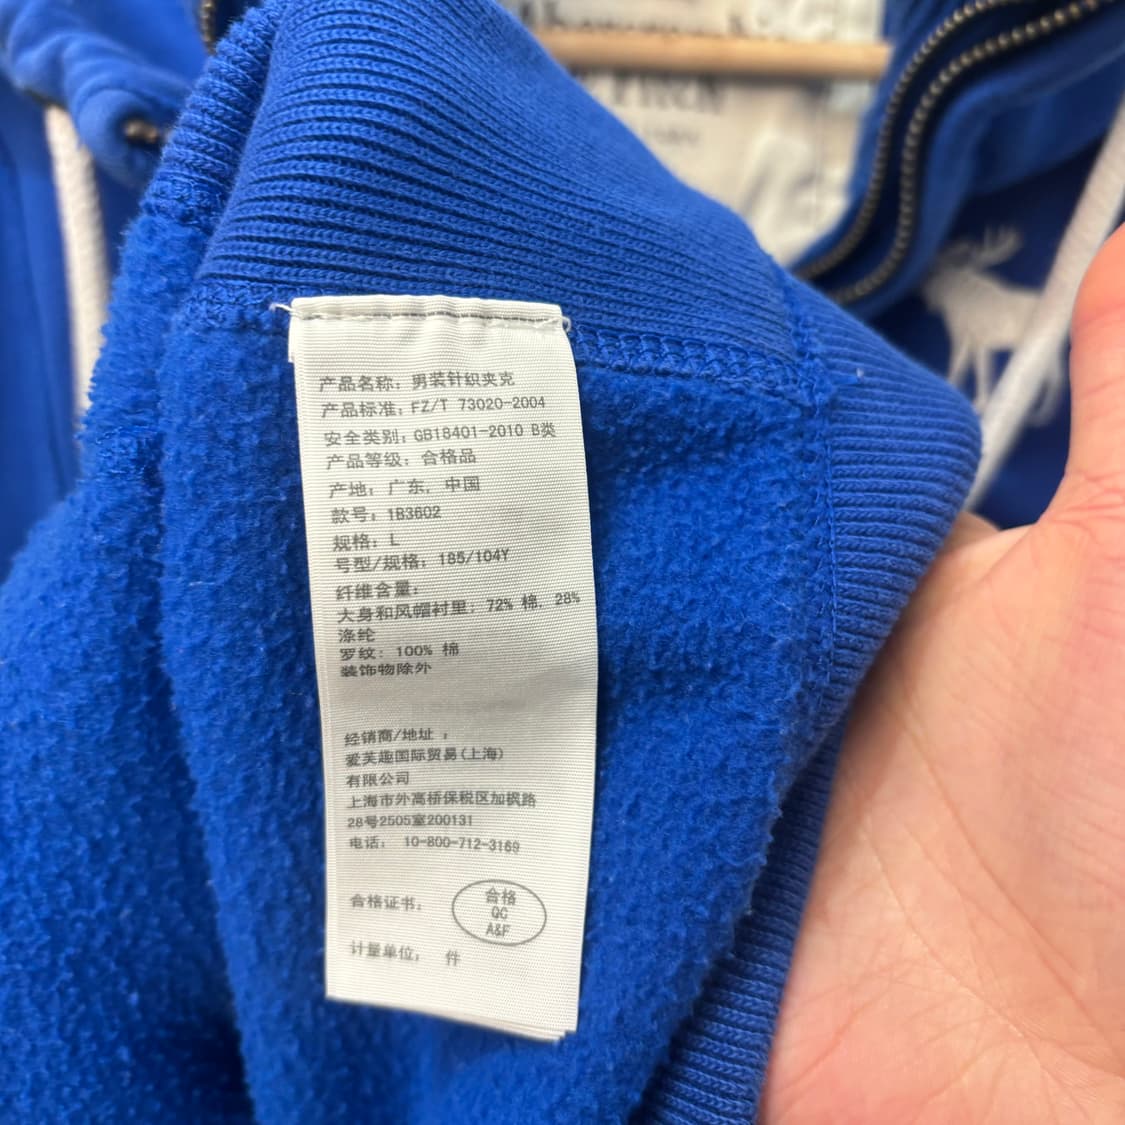 产品名称: 男装针织夹克
产品标准: FZ/T 73020-2004
安全类别: GB18401-2010 B类
产品等级: 合格品
产地: 广东, 中国
款号: 1B3602
规格: L
号型/规格: 185/104Y
纤维含量:
大身和风帽衬里: 72% 棉, 28%
涤纶
罗纹: 100% 棉
装饰物除外
经销商/地址 :
爱芙趣国际贸易(上海)
有限公司
上海市外高桥保税区加枫路
28号2505室200131
电话: 10-800-712-3169
合格证书:
合格
QC
A&F
计量单位: 件